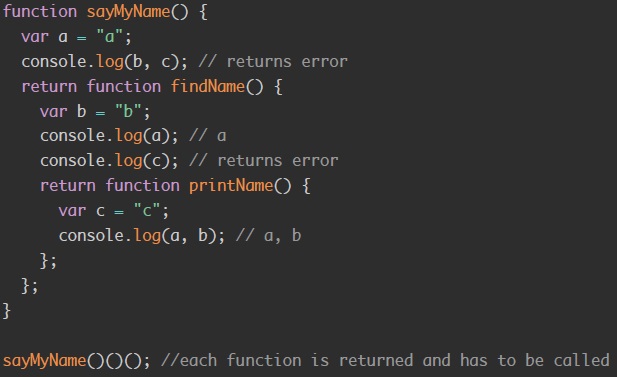 function sayMyName() {
  var a = "a";
  console.log(b, c); // returns error
  return function findName() {
    var b = "b";
    console.log(a); // a
    console.log(c); // returns error
    return function printName() {
      var c = "c";
      console.log(a, b); // a, b
    };
  };
}

sayMyName()()(); //each function is returned and has to be called